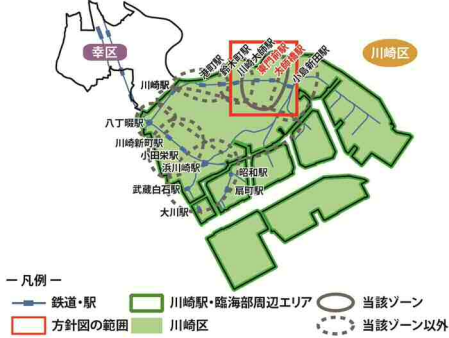 幸区
川崎区
港町駅
鈴木町駅
川崎大師駅
東門前駅
大師橋駅
小島新田駅
川崎駅
八丁畷駅
川崎新町駅
小田栄駅
浜川崎駅
武蔵白石駅
大川駅
昭和駅
扇町駅
― 凡例 ―
鉄道・駅
川崎駅・臨海部周辺エリア
当該ゾーン
方針図の範囲
川崎区
当該ゾーン以外